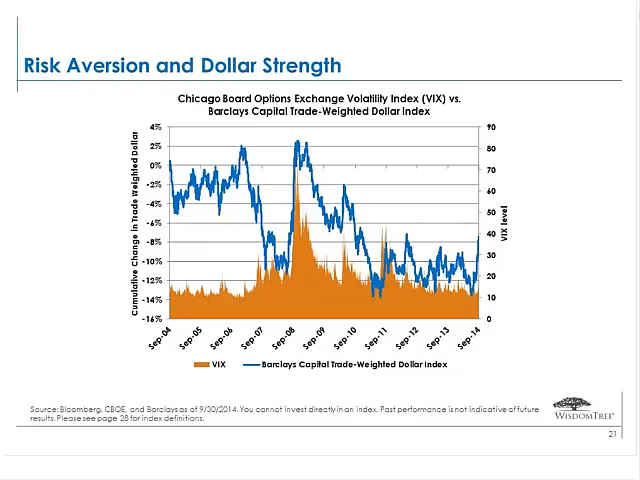 Risk Aversion and Dollar Strength
Chicago Board Options Exchange Volatility Index (VIX) vs.
Barclays Capital Trade-Weighted Dollar Index
Cumulative Change in Trade Weighted Dollar
4%
2%
0%
-2%
-4%
-6%
-8%
-10%
-12%
-14%
-16%
90
80
70
60
50
40
30
20
10
0
VIX level
Sep-04
Sep-05
Sep-06
Sep-07
Sep-08
Sep-09
Sep-10
Sep-11
Sep-12
Sep-13
Sep-14
VIX
Barclays Capital Trade-Weighted Dollar Index
Source: Bloomberg, CBOE, and Barclays as of 9/30/2014. You cannot invest directly in an index. Past performance is not indicative of future
results. Please see page 28 for index definitions.
WISDOMTREE
21